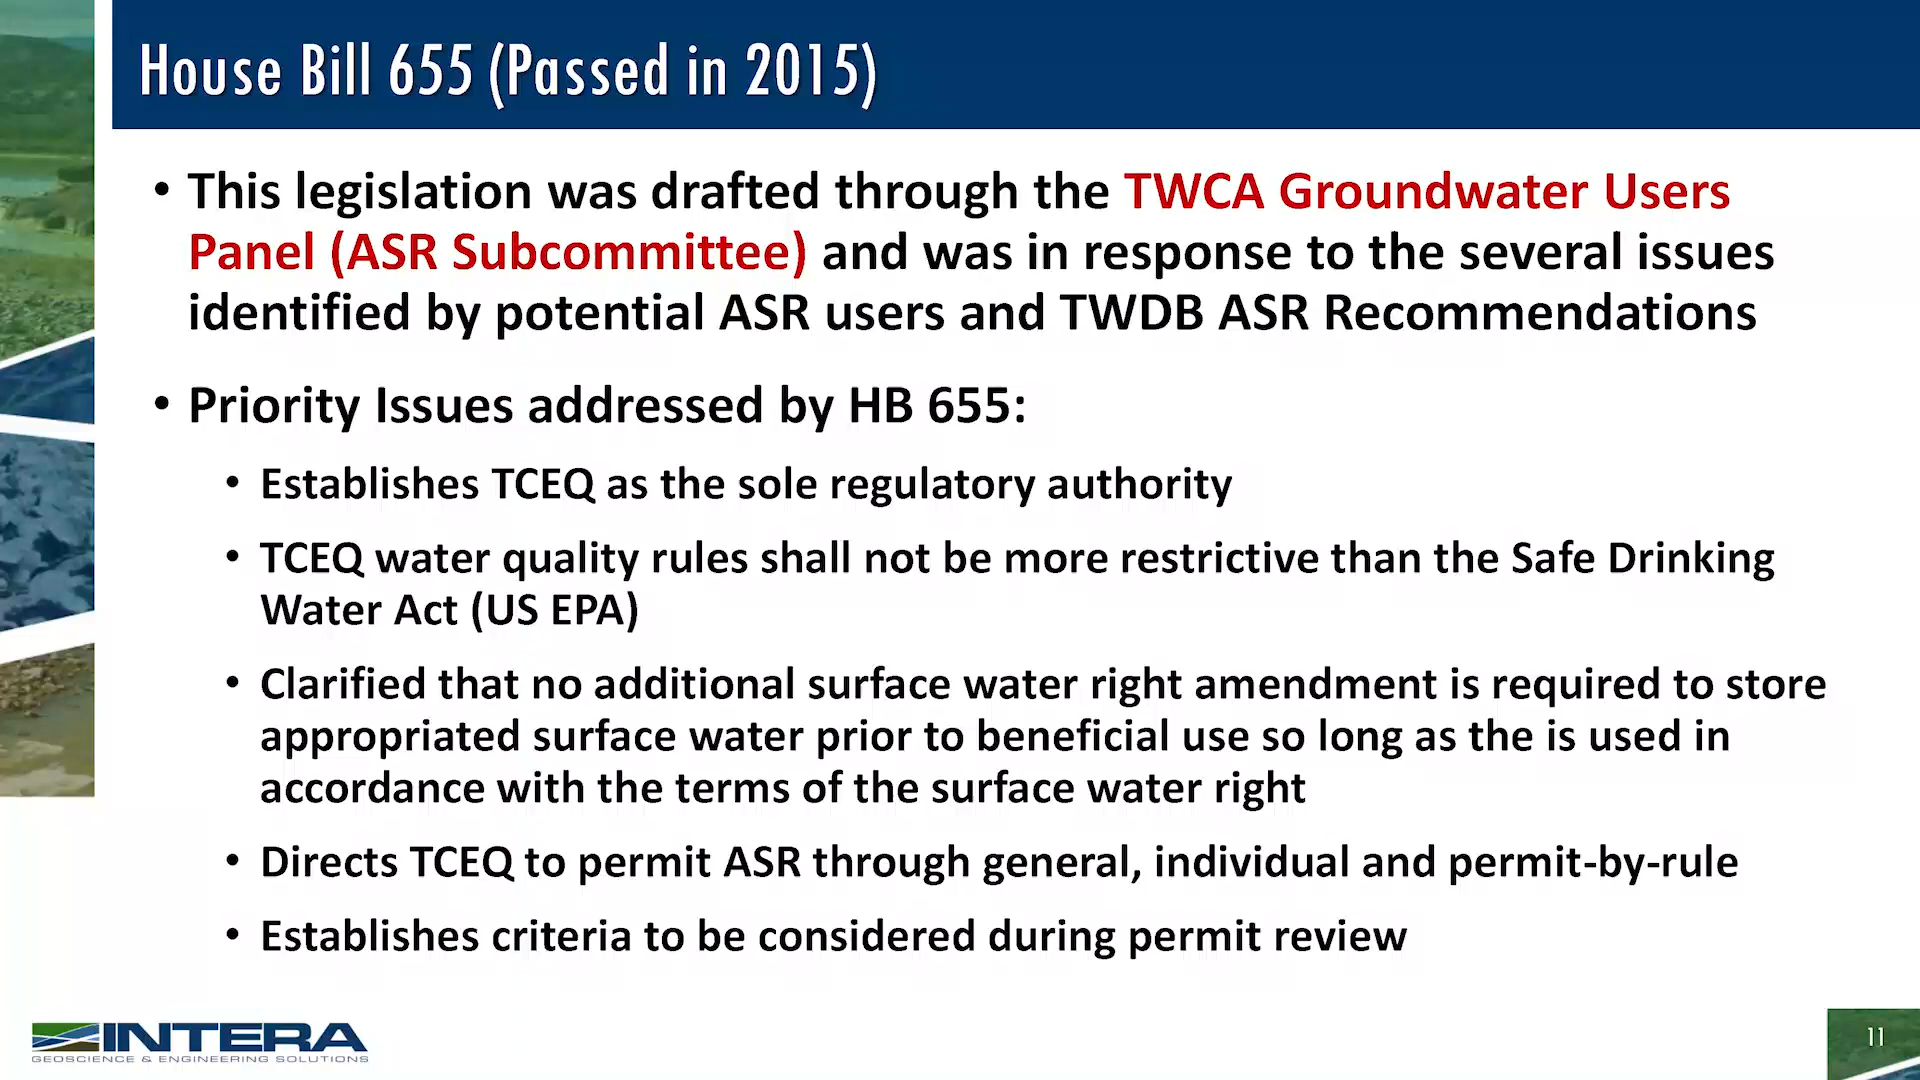 House Bill 655 (Passed in 2015)
• This legislation was drafted through the TWCA Groundwater Users
Panel (ASR Subcommittee) and was in response to the several issues
identified by potential ASR users and TWDB ASR Recommendations
• Priority Issues addressed by HB 655:
• Establishes TCEQ as the sole regulatory authority
• TCEQ water quality rules shall not be more restrictive than the Safe Drinking
Water Act (US EPA)
• Clarified that no additional surface water right amendment is required to store
appropriated surface water prior to beneficial use so long as the is used in
accordance with the terms of the surface water right
• Directs TCEQ to permit ASR through general, individual and permit-by-rule
• Establishes criteria to be considered during permit review
INTERA
GEOSCIENCE & ENGINEERING SOLUTIONS
11